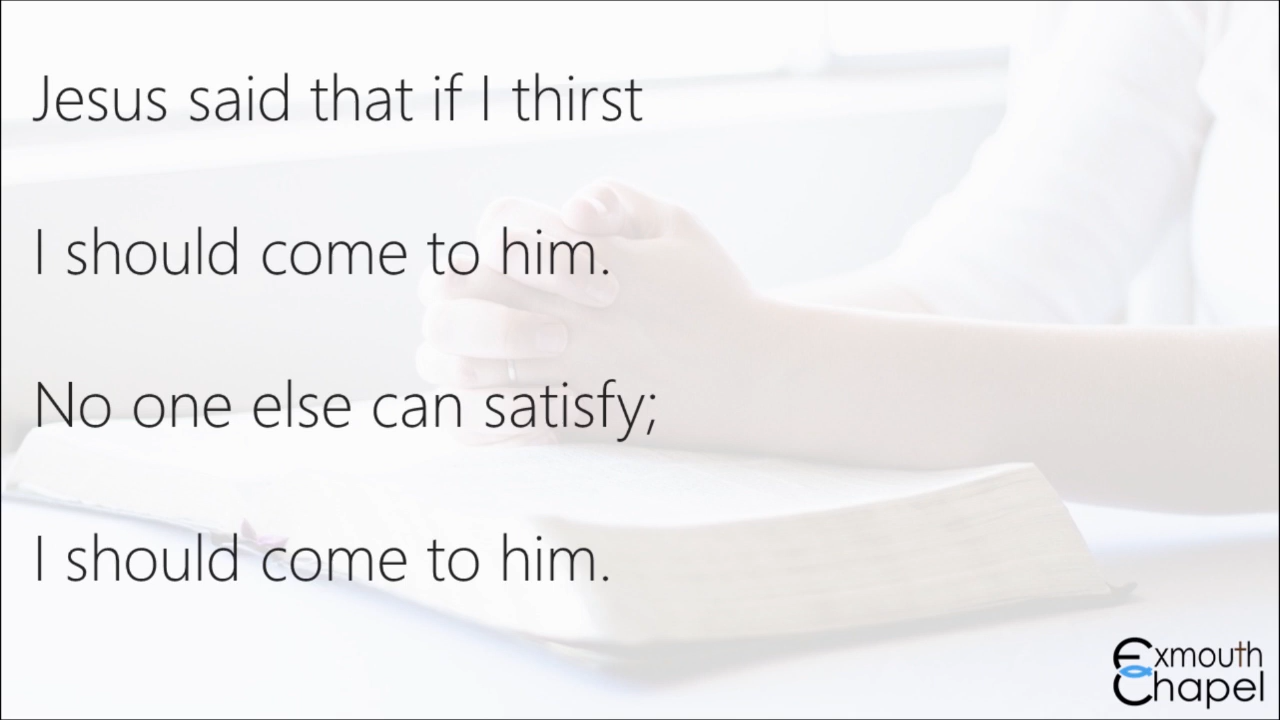 Jesus said that if I thirst
I should come to him.
No one else can satisfy;
I should come to him.
Exmouth
Chapel